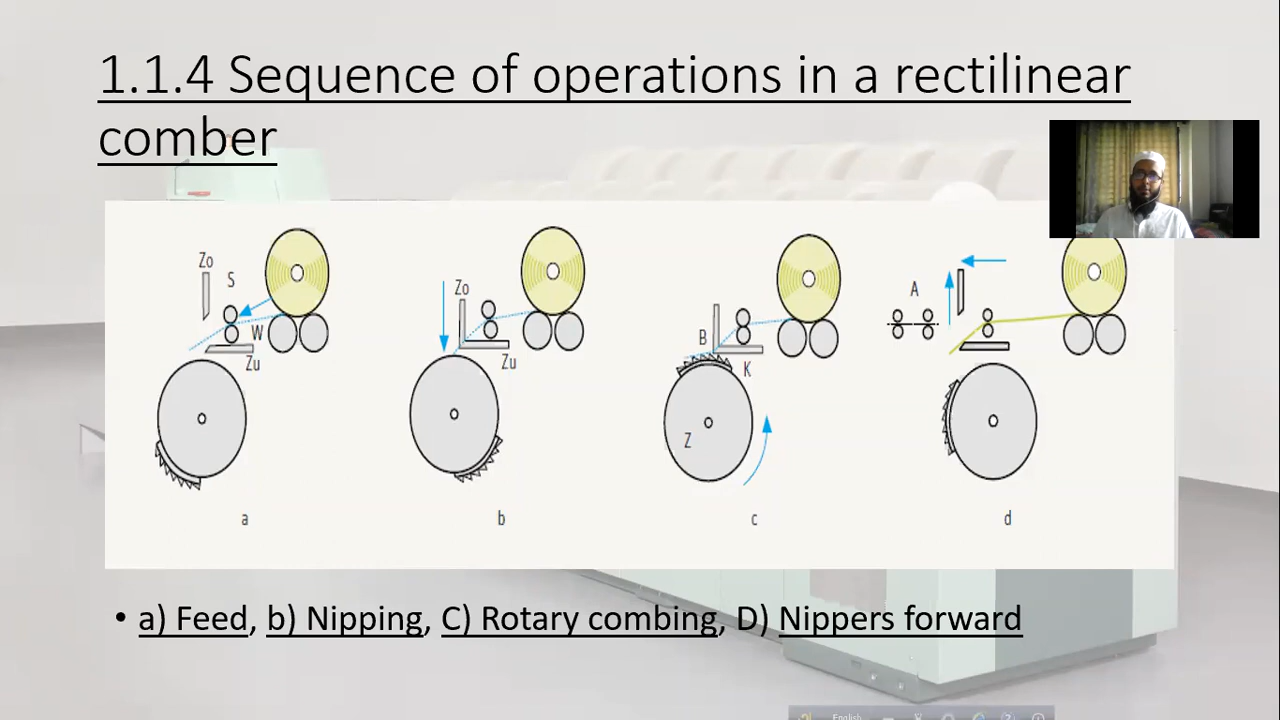 1.1.4 Sequence of operations in a rectilinear
comber
Zo
S
W
Zu
a
Zo
Zu
b
B
K
Z
c
A
d
• a) Feed, b) Nipping, C) Rotary combing, D) Nippers forward
English